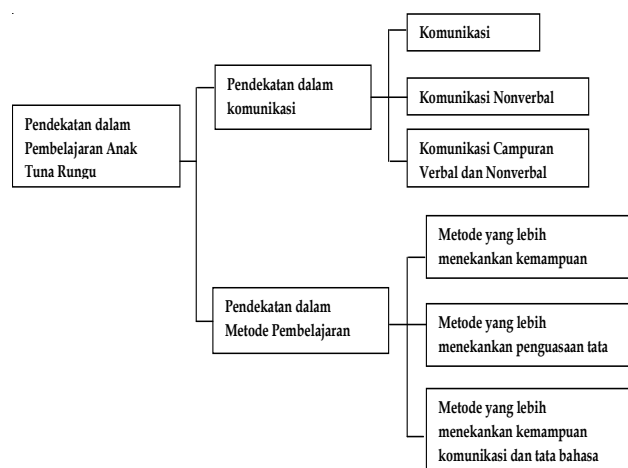 Komunikasi
Pendekatan dalam
komunikasi
Komunikasi Nonverbal
Pendekatan dalam
Pembelajaran Anak
Tuna Rungu
Komunikasi Campuran
Verbal dan Nonverbal
Metode yang lebih
menekankan kemampuan
Pendekatan dalam
Metode Pembelajaran
Metode yang lebih
menekankan penguasaan tata
Metode yang lebih
menekankan kemampuan
komunikasi dan tata bahasa